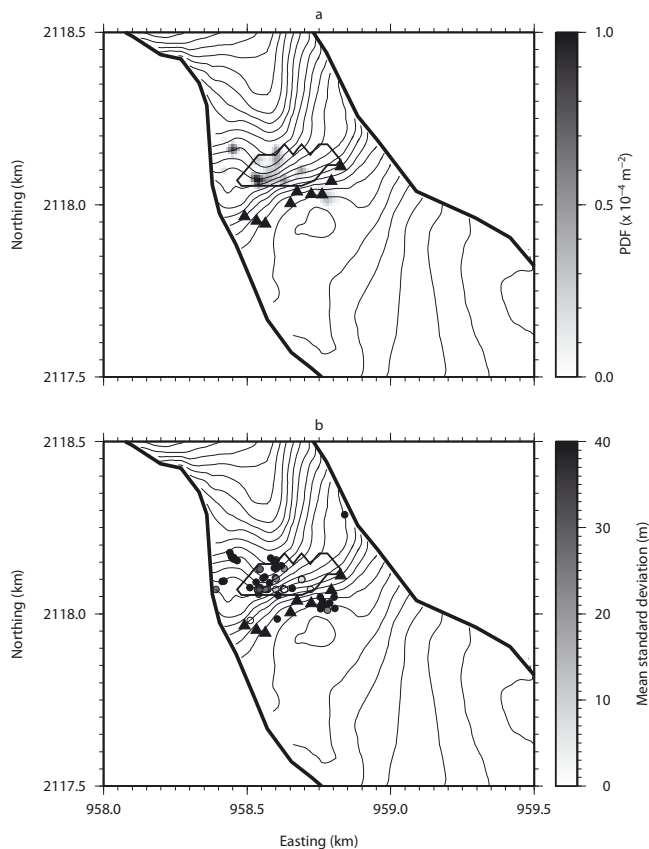 a
2118.5
2118.0
2117.5
Northing (km)
1.0
0.5
0.0
PDF (x 10⁻⁴ m⁻²)
b
2118.5
2118.0
2117.5
Northing (km)
40
30
20
10
0
Mean standard deviation (m)
958.0 958.5 959.0 959.5
Easting (km)